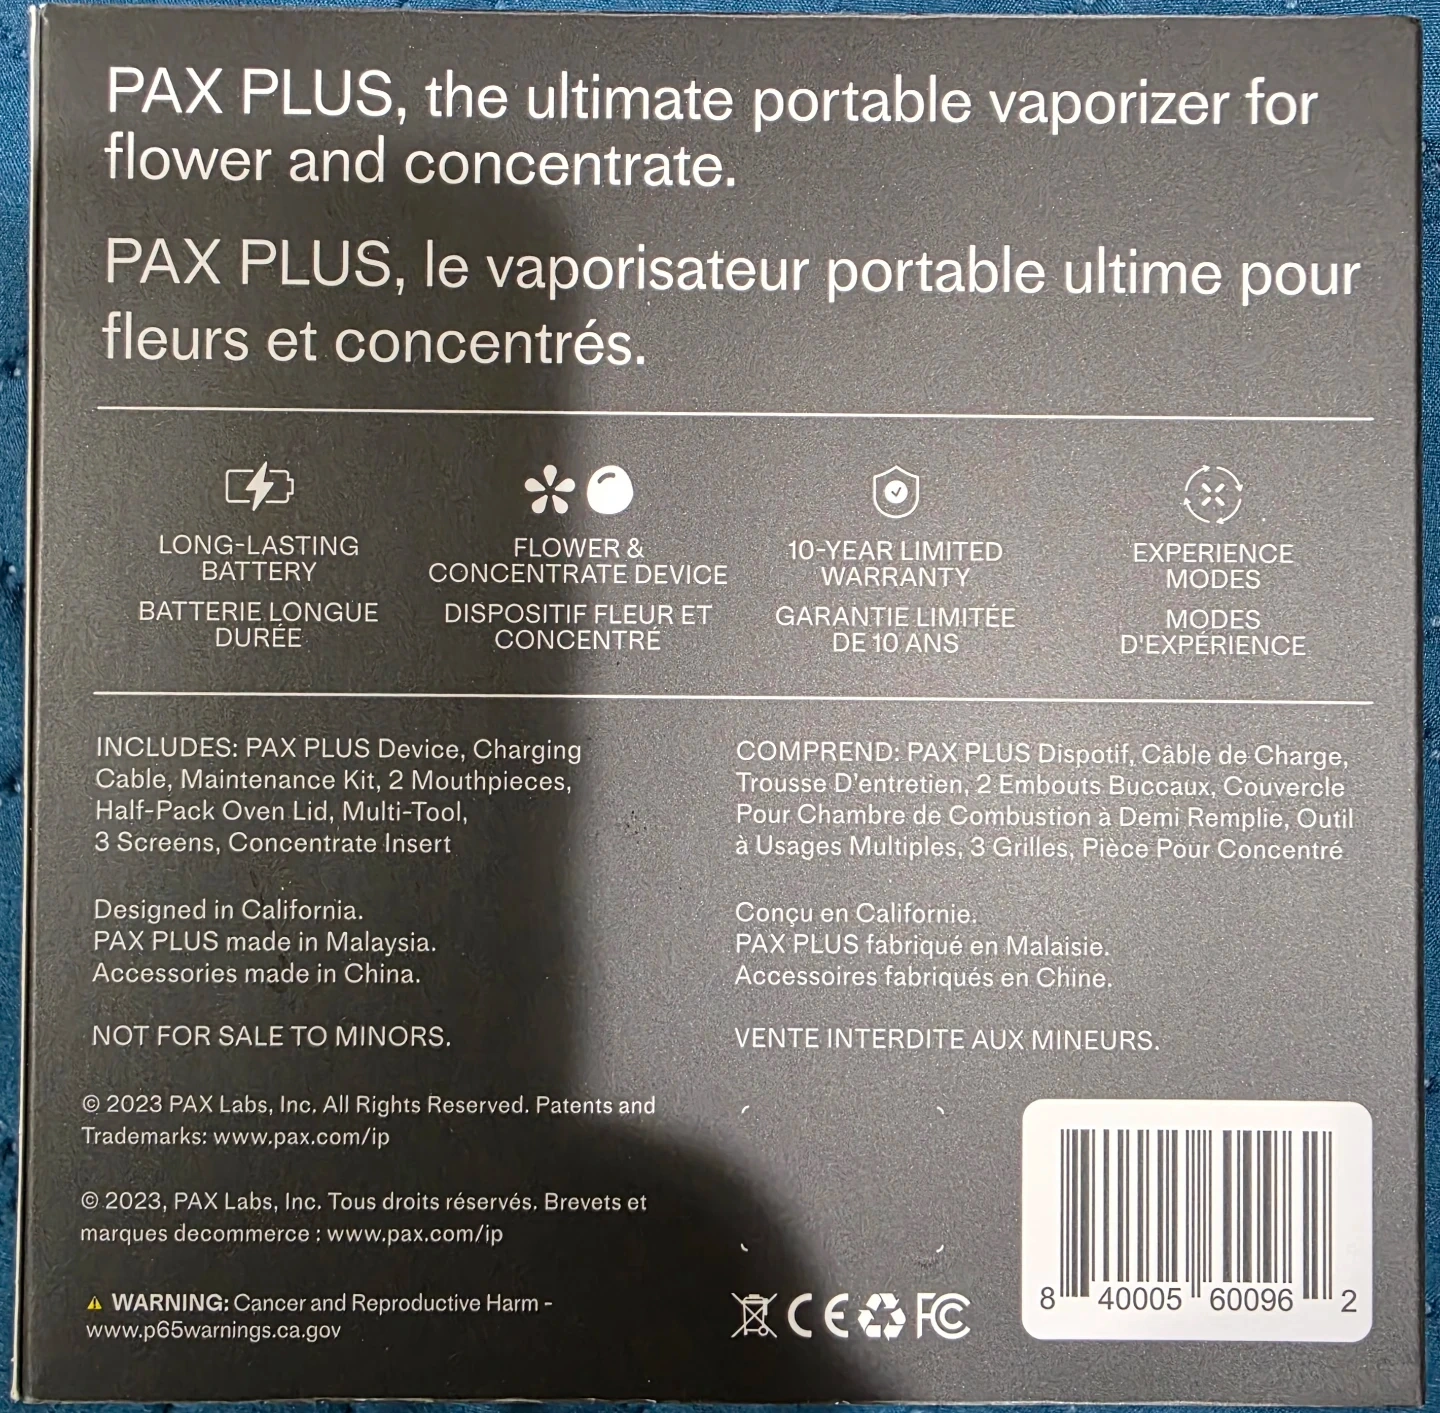 PAX PLUS, the ultimate portable vaporizer for
flower and concentrate.
PAX PLUS, le vaporisateur portable ultime pour
fleurs et concentrés.
LONG-LASTING
BATTERY
BATTERIE LONGUE
DURÉE
FLOWER &
CONCENTRATE DEVICE
DISPOSITIF FLEUR ET
CONCENTRÉ
10-YEAR LIMITED
WARRANTY
GARANTIE LIMITÉE
DE 10 ANS
EXPERIENCE
MODES
MODES
D'EXPÉRIENCE
INCLUDES: PAX PLUS Device, Charging
Cable, Maintenance Kit, 2 Mouthpieces,
Half-Pack Oven Lid, Multi-Tool,
3 Screens, Concentrate Insert
Designed in California.
PAX PLUS made in Malaysia.
Accessories made in China.
NOT FOR SALE TO MINORS.
COMPREND: PAX PLUS Dispotif, Câble de Charge,
Trousse D'entretien, 2 Embouts Buccaux, Couvercle
Pour Chambre de Combustion à Demi Remplie, Outil
à Usages Multiples, 3 Grilles, Pièce Pour Concentré
Conçu en Californie.
PAX PLUS fabriqué en Malaisie.
Accessoires fabriqués en Chine.
VENTE INTERDITE AUX MINEURS.
© 2023 PAX Labs, Inc. All Rights Reserved. Patents and
Trademarks: www.pax.com/ip
© 2023, PAX Labs, Inc. Tous droits réservés. Brevets et
marques decommerce : www.pax.com/ip
⚠ WARNING: Cancer and Reproductive Harm -
www.p65warnings.ca.gov
CE FC
8 40005 60096 2